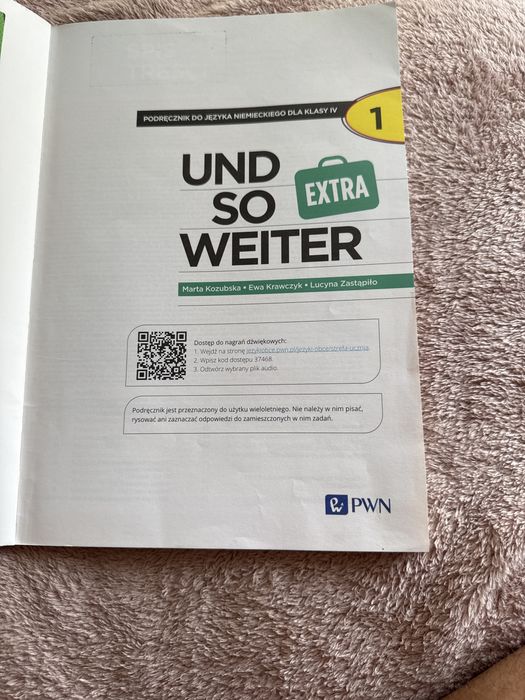 PODRĘCZNIK DO JĘZYKA NIEMIECKIEGO DLA KLASY IV
1
UND
SO
EXTRA
WEITER
Marta Kozubska • Ewa Krawczyk • Lucyna Zastąpiło
Dostęp do nagrań dźwiękowych:
1. Wejdź na stronę jezykiobce.pwn.pl/jezyki-obce/strefa-ucznia.
2. Wpisz kod dostępu 37468.
3. Odtwórz wybrany plik audio.
Podręcznik jest przeznaczony do użytku wieloletniego. Nie należy w nim pisać,
rysować ani zaznaczać odpowiedzi do zamieszczonych w nim zadań.
PWN